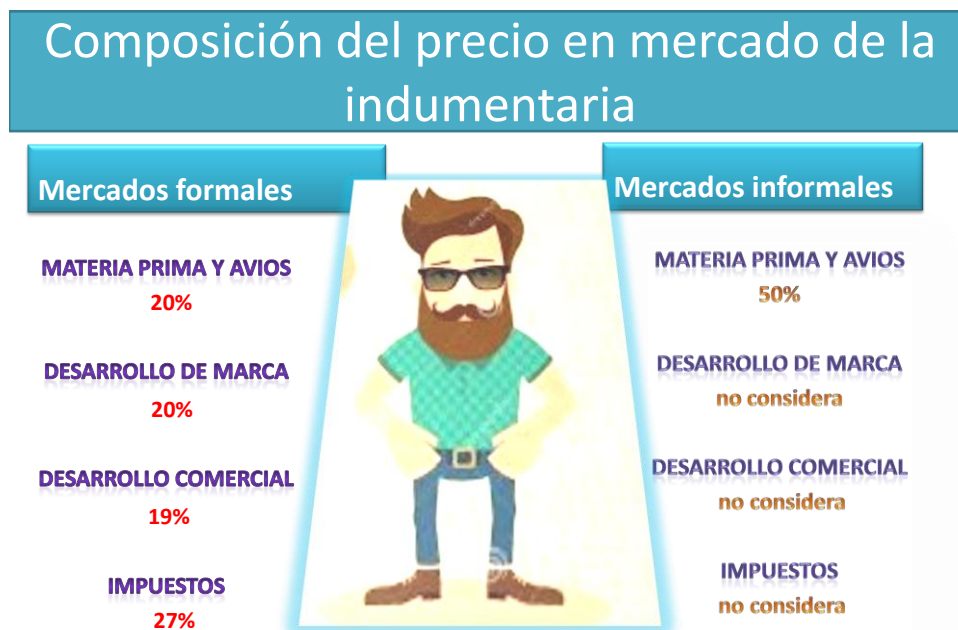 Composición del precio en mercado de la
indumentaria
Mercados formales
MATERIA PRIMA Y AVIOS
20%
DESARROLLO DE MARCA
20%
DESARROLLO COMERCIAL
19%
IMPUESTOS
27%
Mercados informales
MATERIA PRIMA Y AVIOS
50%
DESARROLLO DE MARCA
no considera
DESARROLLO COMERCIAL
no considera
IMPUESTOS
no considera